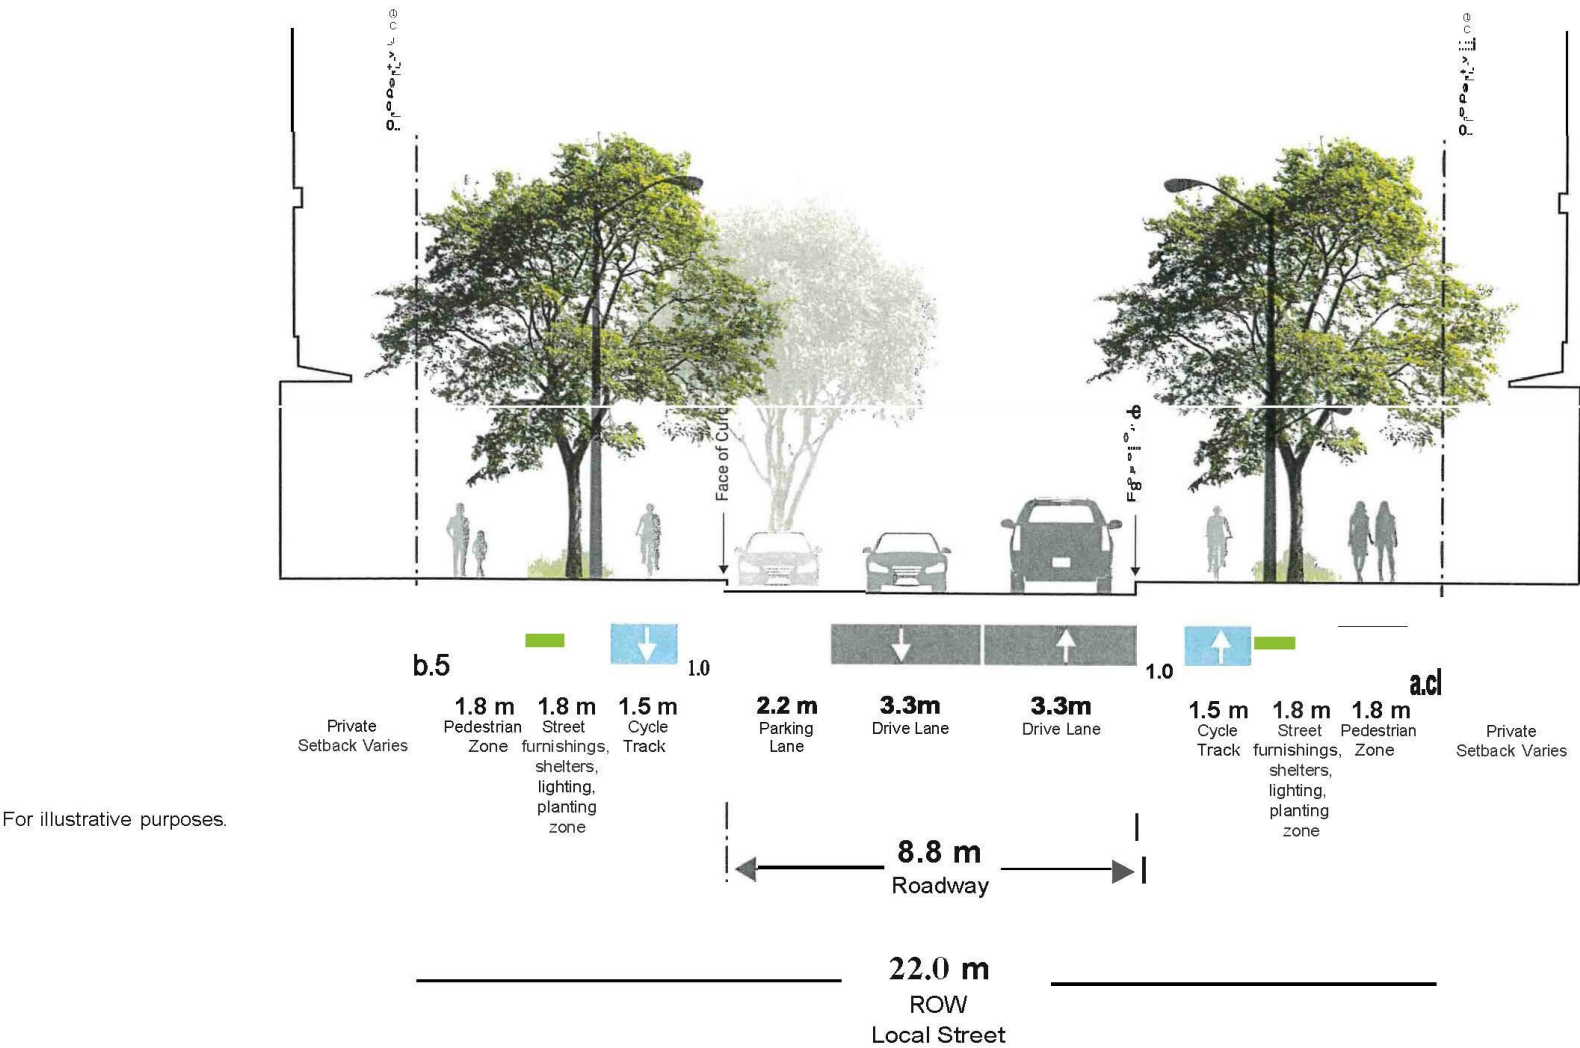 Face of Curb
b.5
1.0
1.0
a.cl
Private
Setback Varies
1.8 m
Pedestrian
Zone
1.8 m
Street
furnishings,
shelters,
lighting,
planting
zone
1.5 m
Cycle
Track
2.2 m
Parking
Lane
3.3m
Drive Lane
3.3m
Drive Lane
1.5 m
Cycle
Track
1.8 m
Street
furnishings,
shelters,
lighting,
planting
zone
1.8 m
Pedestrian
Zone
Private
Setback Varies
For illustrative purposes.
8.8 m
Roadway
22.0 m
ROW
Local Street